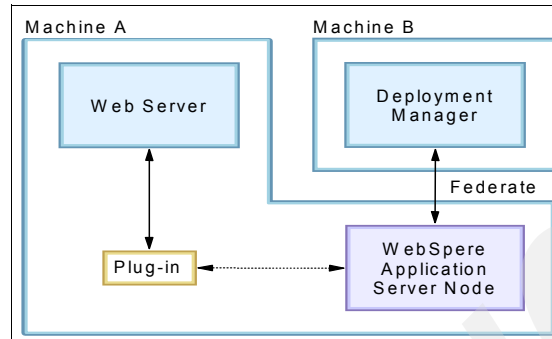 Machine A
Machine B
Web Server
Deployment
Manager
Federate
Plug-in
WebSpere
Application
Server Node